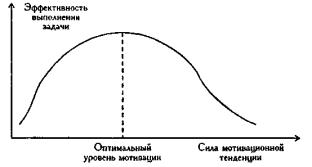 Эффективность
выполнения
задачи
Оптимальный
уровень мотивации
Сила мотивационной
тенденции